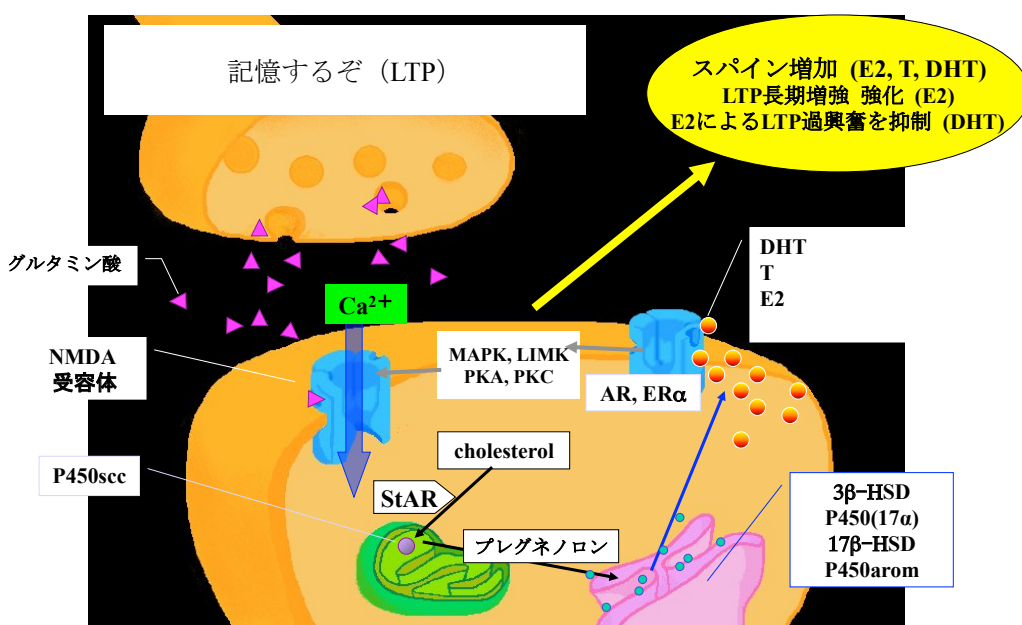 記憶するぞ（LTP）
スパイン増加 (E2, T, DHT)
LTP長期増強 強化 (E2)
E2によるLTP過興奮を抑制 (DHT)
グルタミン酸
Ca²⁺
DHT
T
E2
NMDA
受容体
MAPK, LIMK
PKA, PKC
AR, ERα
cholesterol
P450scc
StAR
プレグネノロン
3β-HSD
P450(17α)
17β-HSD
P450arom